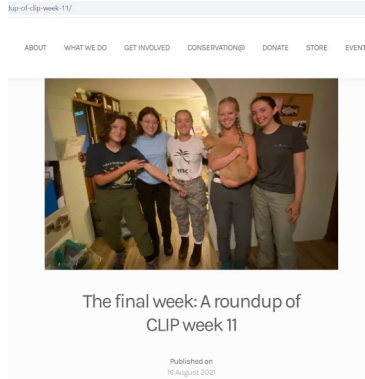 dup-of-clip-week-11/
ABOUT WHAT WE DO GET INVOLVED CONSERVATION@ DONATE STORE EVENT
The final week: A roundup of
CLIP week 11
Published on
16 August 2021